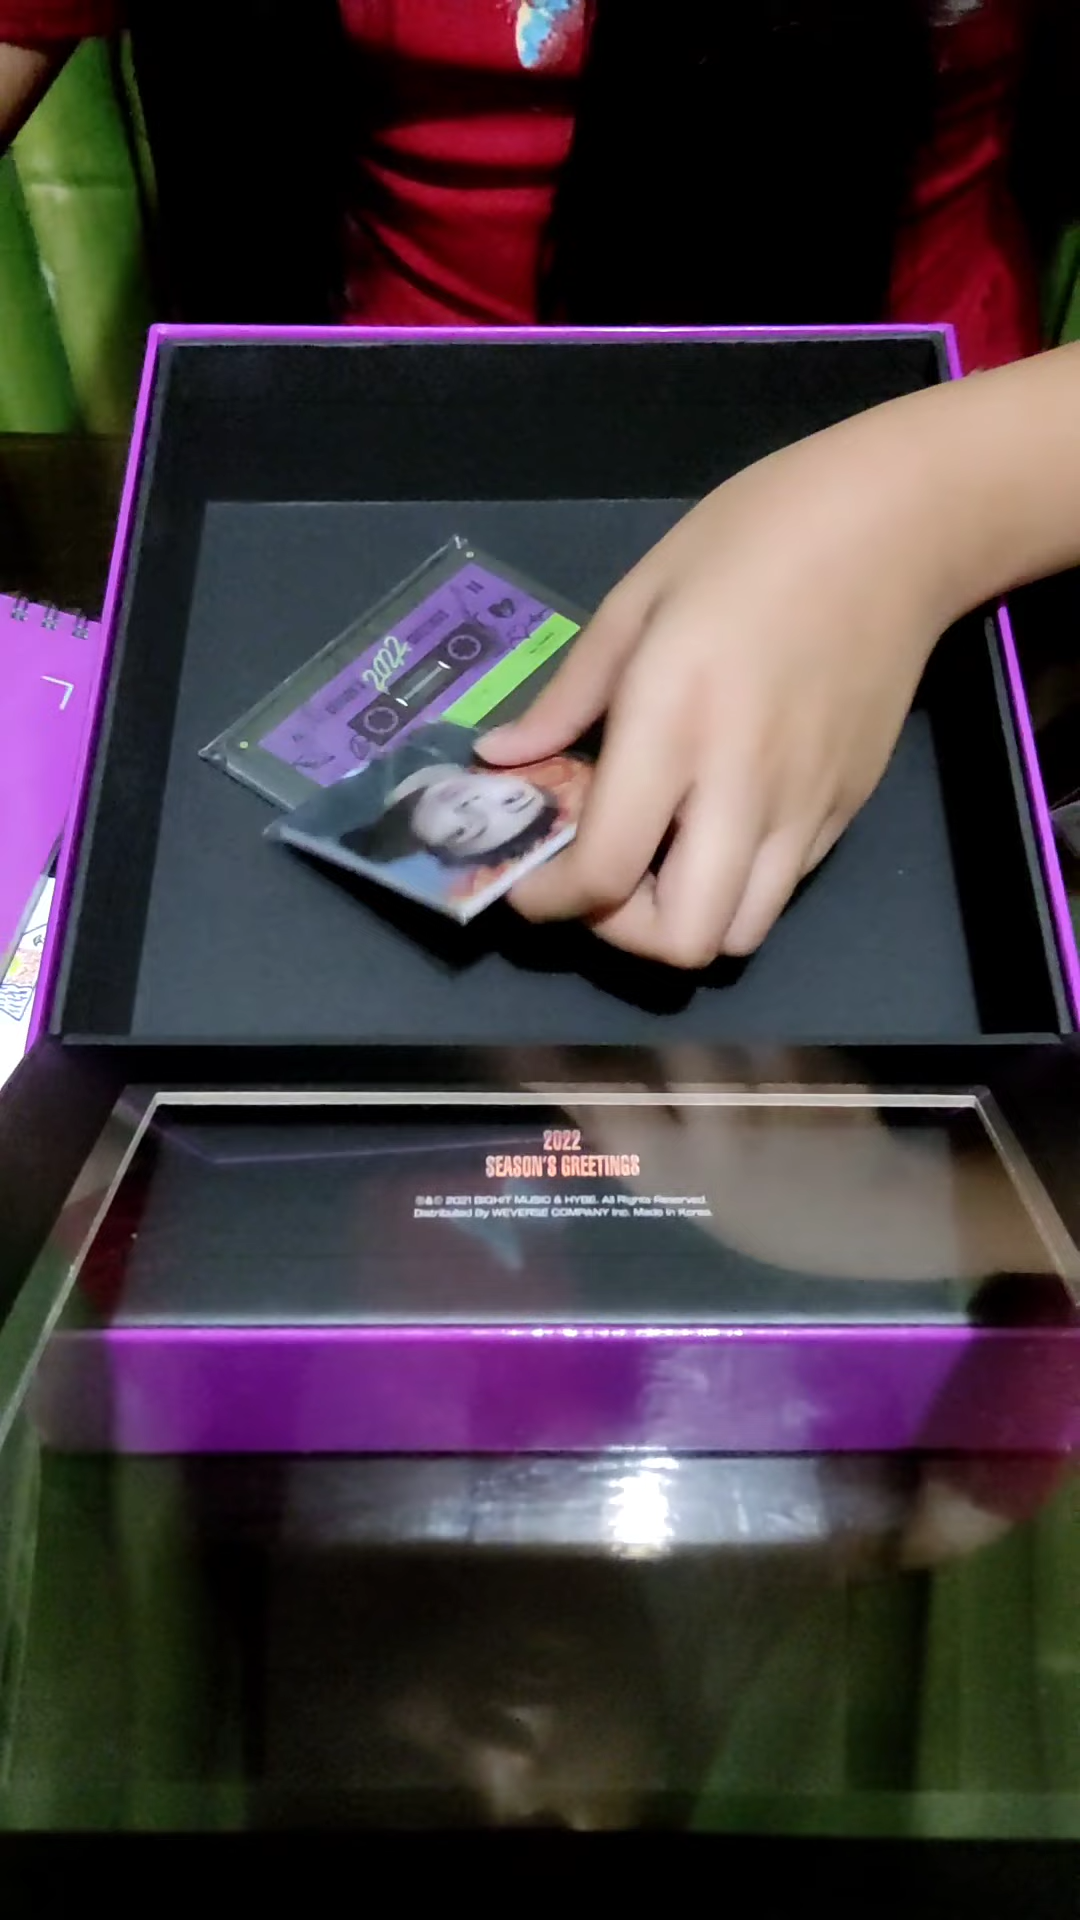 2022
2022
SEASON'S GREETINGS
℗&© 2021 BIGHIT MUSIC & HYBE. All Rights Reserved.
Distributed By WEVERSE COMPANY Inc. Made in Korea.